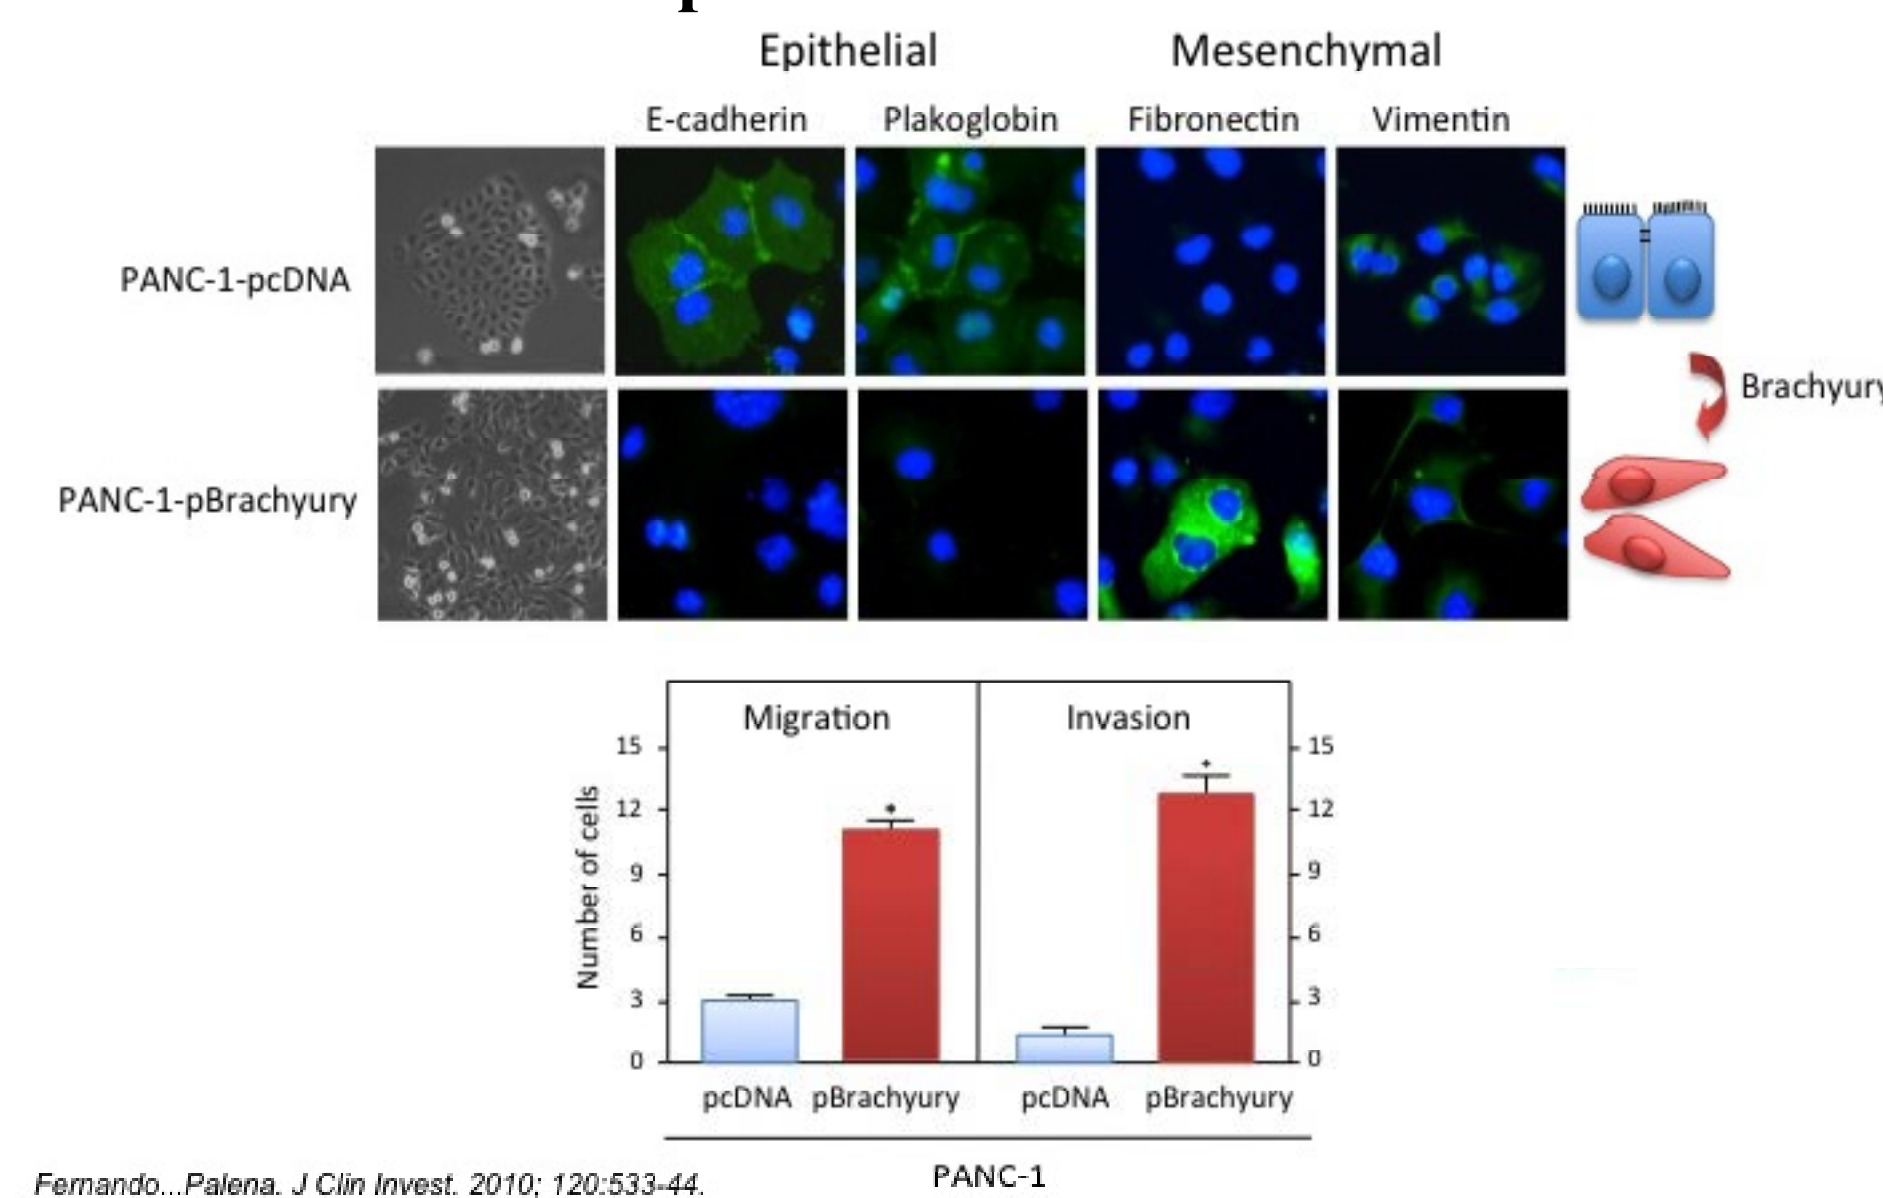 Epithelial Mesenchymal
E-cadherin Plakoglobin Fibronectin Vimentin
PANC-1-pcDNA
Brachyury
PANC-1-pBrachyury
Migration Invasion
15 15
12 12
9 9
6 6
3 3
0 0
Number of cells
* *
pcDNA pBrachyury pcDNA pBrachyury
PANC-1
Fernando...Palena. J Clin Invest. 2010; 120:533-44.